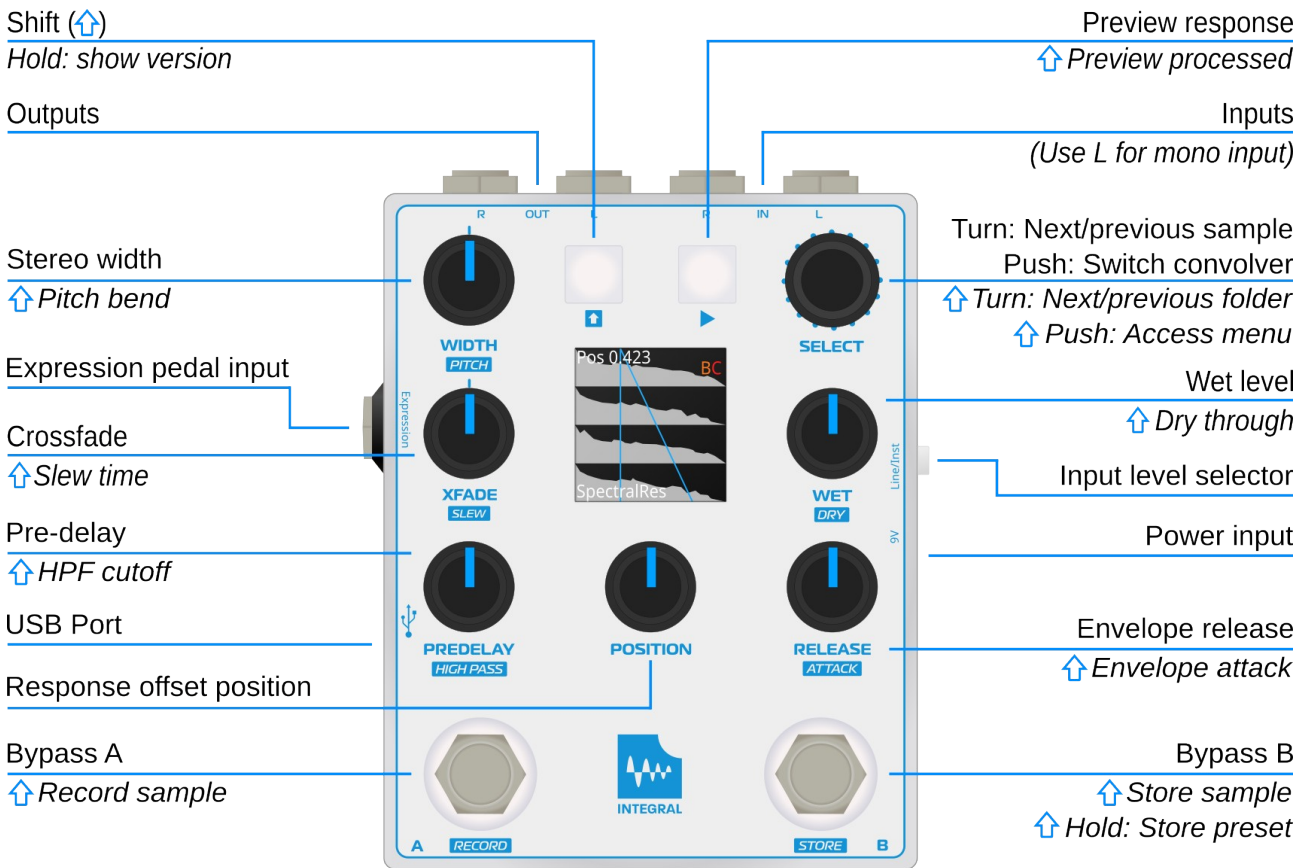 Shift (⇧)
Hold: show version
Outputs
Stereo width
⇧ Pitch bend
Expression pedal input
Crossfade
⇧ Slew time
Pre-delay
⇧ HPF cutoff
USB Port
Response offset position
Bypass A
⇧ Record sample
R OUT L R IN L
WIDTH
PITCH
SELECT
Expression
Pos 0.423
BC
SpectralRes
XFADE
SLEW
WET
DRY
Line/Inst
9V
PREDELAY
HIGH PASS
POSITION
RELEASE
ATTACK
INTEGRAL
A RECORD
STORE B
Preview response
⇧ Preview processed
Inputs
(Use L for mono input)
Turn: Next/previous sample
Push: Switch convolver
⇧ Turn: Next/previous folder
⇧ Push: Access menu
Wet level
⇧ Dry through
Input level selector
Power input
Envelope release
⇧ Envelope attack
Bypass B
⇧ Store sample
⇧ Hold: Store preset